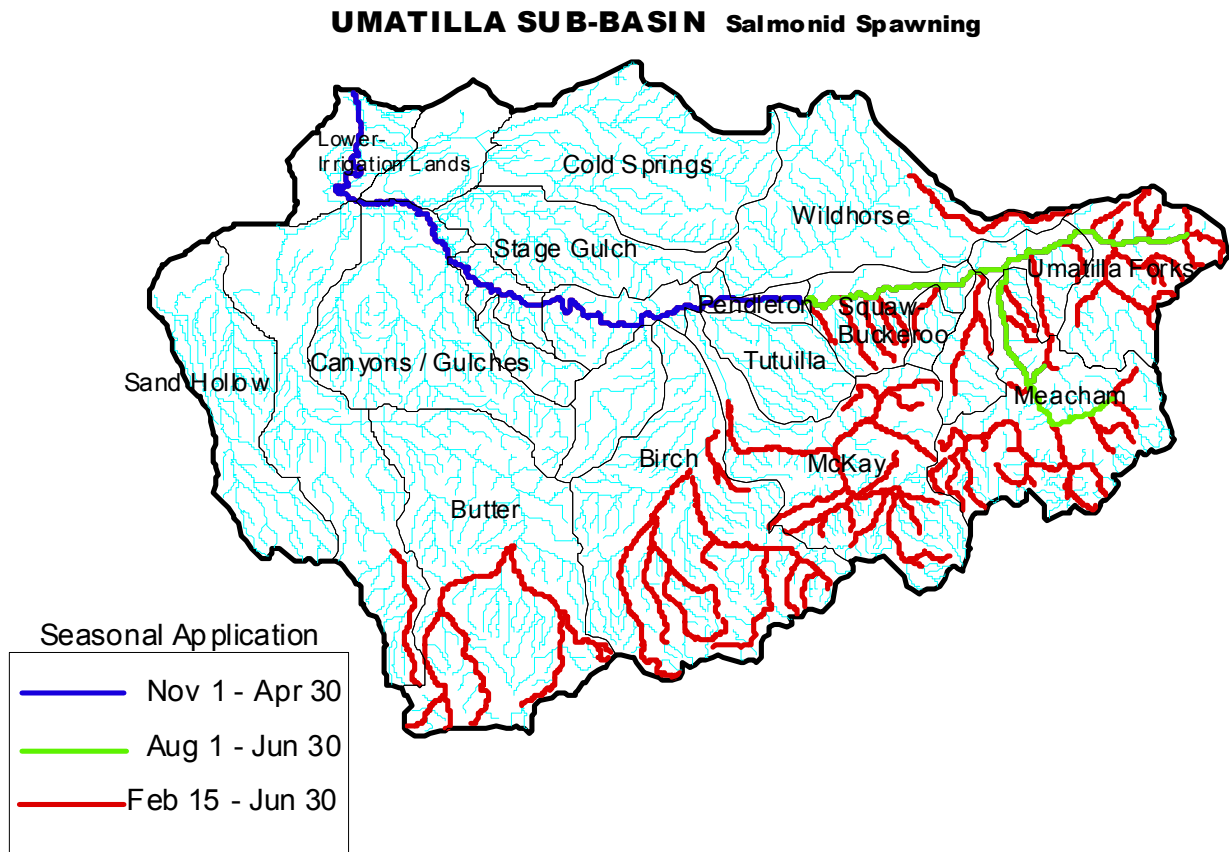 UMATILLA SUB-BASIN Salmonid Spawning
Lower-
Irrigation Lands
Cold Springs
Wildhorse
Stage Gulch
Umatilla Forks
Pendleton
Squaw-
Buckeroo
Canyons / Gulches
Tutuilla
Sand Hollow
Meacham
Birch
McKay
Butter
Seasonal Application
Nov 1 - Apr 30
Aug 1 - Jun 30
Feb 15 - Jun 30